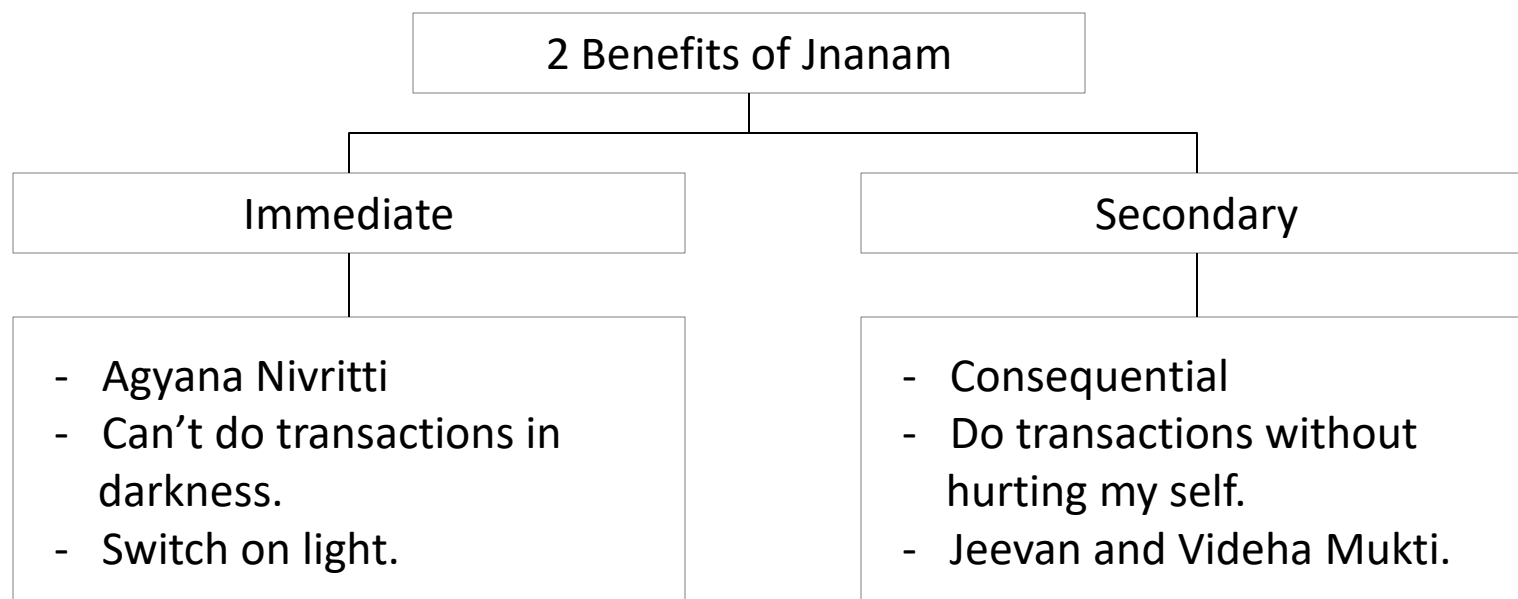 2 Benefits of Jnanam
Immediate
Secondary
- Agyana Nivritti
- Can’t do transactions in
darkness.
- Switch on light.
- Consequential
- Do transactions without
hurting my self.
- Jeevan and Videha Mukti.